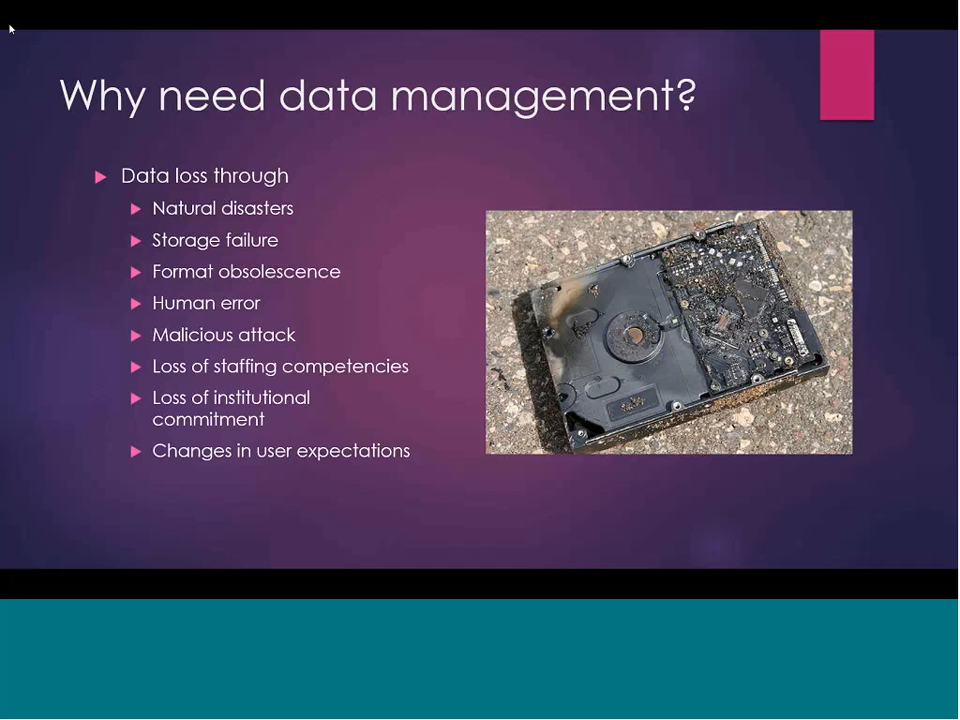 Why need data management?
Data loss through
Natural disasters
Storage failure
Format obsolescence
Human error
Malicious attack
Loss of staffing competencies
Loss of institutional
commitment
Changes in user expectations